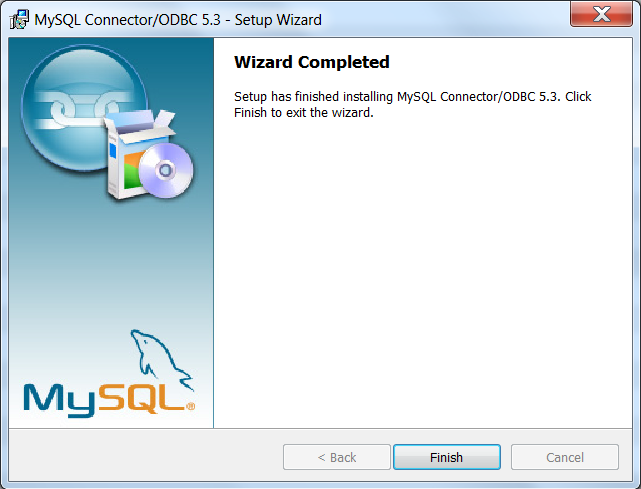 MySQL Connector/ODBC 5.3 - Setup Wizard
Wizard Completed
Setup has finished installing MySQL Connector/ODBC 5.3. Click
Finish to exit the wizard.
MySQL®
< Back
Finish
Cancel